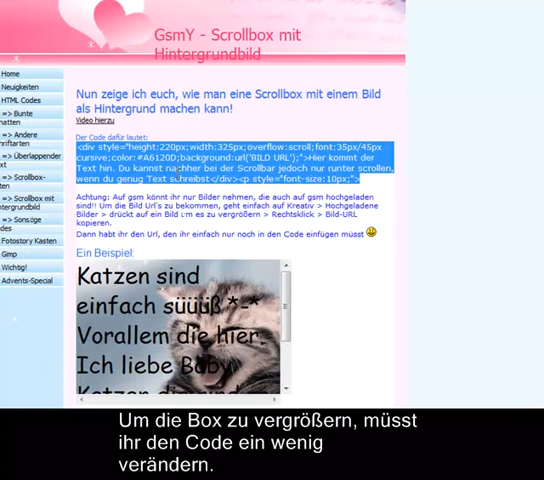 GsmY - Scrollbox mit
Hintergrundbild
Home
Neuigkeiten
HTML Codes
=> Bunte
hatten
=> Andere
hriftarten
=> Überlappender
xt
=> Scrollbox-
ten
=> Scrollbox mit
ntergrundbild
=> Sonsige
des
Fotostory Kasten
Gimp
Wichtig!
Advents-Special
Nun zeige ich euch, wie man eine Scrollbox mit einem Bild
als Hintergrund machen kann!
Video hierzu
Der Code dafür lautet:
<div style="height:220px;width:325px;overflow:scroll;font:35px/45px
cursive;color:#A6120D;background:url('BILD URL');">Hier kommt der
Text hin. Du kannst nachher bei der Scrollbar jedoch nur runter scrollen,
wenn du genug Text schreibst</div><p style="font-size:10px;">
Achtung: Auf gsm könnt ihr nur Bilder nehmen, die auch auf gsm hochgeladen
sind!! Um die Bild Url's zu bekommen, geht einfach auf Kreativ > Hochgeladene
Bilder > drückt auf ein Bild um es zu vergrößern > Rechtsklick > Bild-URL
kopieren.
Dann habt ihr den Url, den ihr einfach nur noch in den Code einfügen müsst
Ein Beispiel:
Katzen sind
einfach süüüß *-*
Vorallem die hier.
Ich liebe Baby
Katzen die sind
Um die Box zu vergrößern, müsst
ihr den Code ein wenig
verändern.